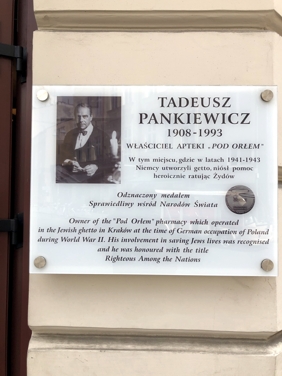 TADEUSZ
PANKIEWICZ
1908-1993
WŁAŚCICIEL APTEKI „POD ORŁEM"
W tym miejscu, gdzie w latach 1941-1943
Niemcy utworzyli getto, niósł pomoc
heroicznie ratując Żydów
Odznaczony medalem
Sprawiedliwy wśród Narodów Świata
Owner of the "Pod Orłem" pharmacy which operated
in the Jewish ghetto in Kraków at the time of German occupation of Poland
during World War II. His involvement in saving Jews lives was recognised
and he was honoured with the title
Righteous Among the Nations